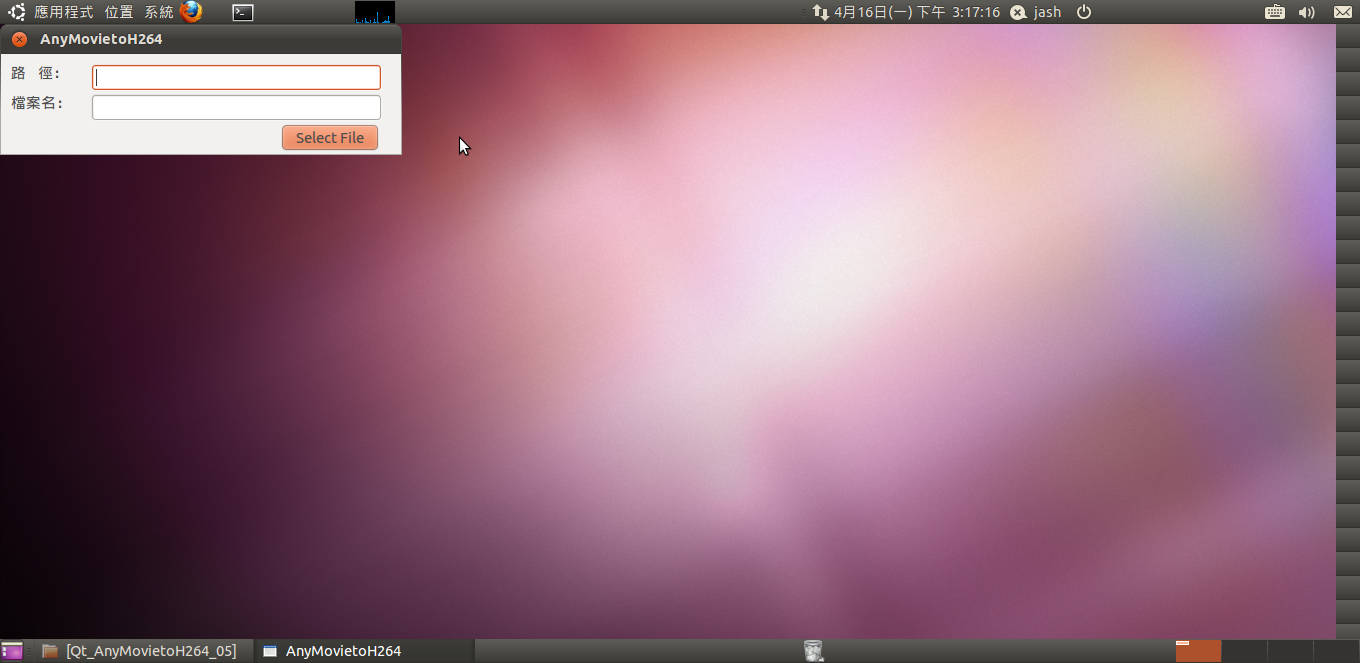 應用程式 位置 系統 4月16日(一) 下午 3:17:16 jash
AnyMovietoH264
路 徑:
檔案名:
Select File
[Qt_AnyMovietoH264_05] AnyMovietoH264